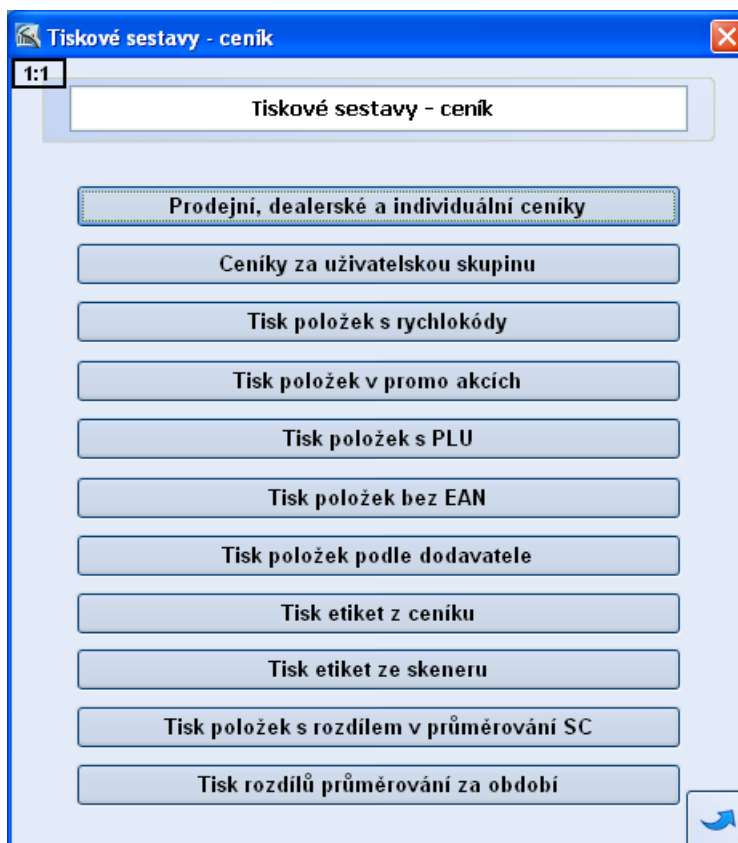 Tiskové sestavy - ceník
1:1
Tiskové sestavy - ceník
Prodejní, dealerské a individuální ceníky
Ceníky za uživatelskou skupinu
Tisk položek s rychlokódy
Tisk položek v promo akcích
Tisk položek s PLU
Tisk položek bez EAN
Tisk položek podle dodavatele
Tisk etiket z ceníku
Tisk etiket ze skeneru
Tisk položek s rozdílem v průměrování SC
Tisk rozdílů průměrování za období